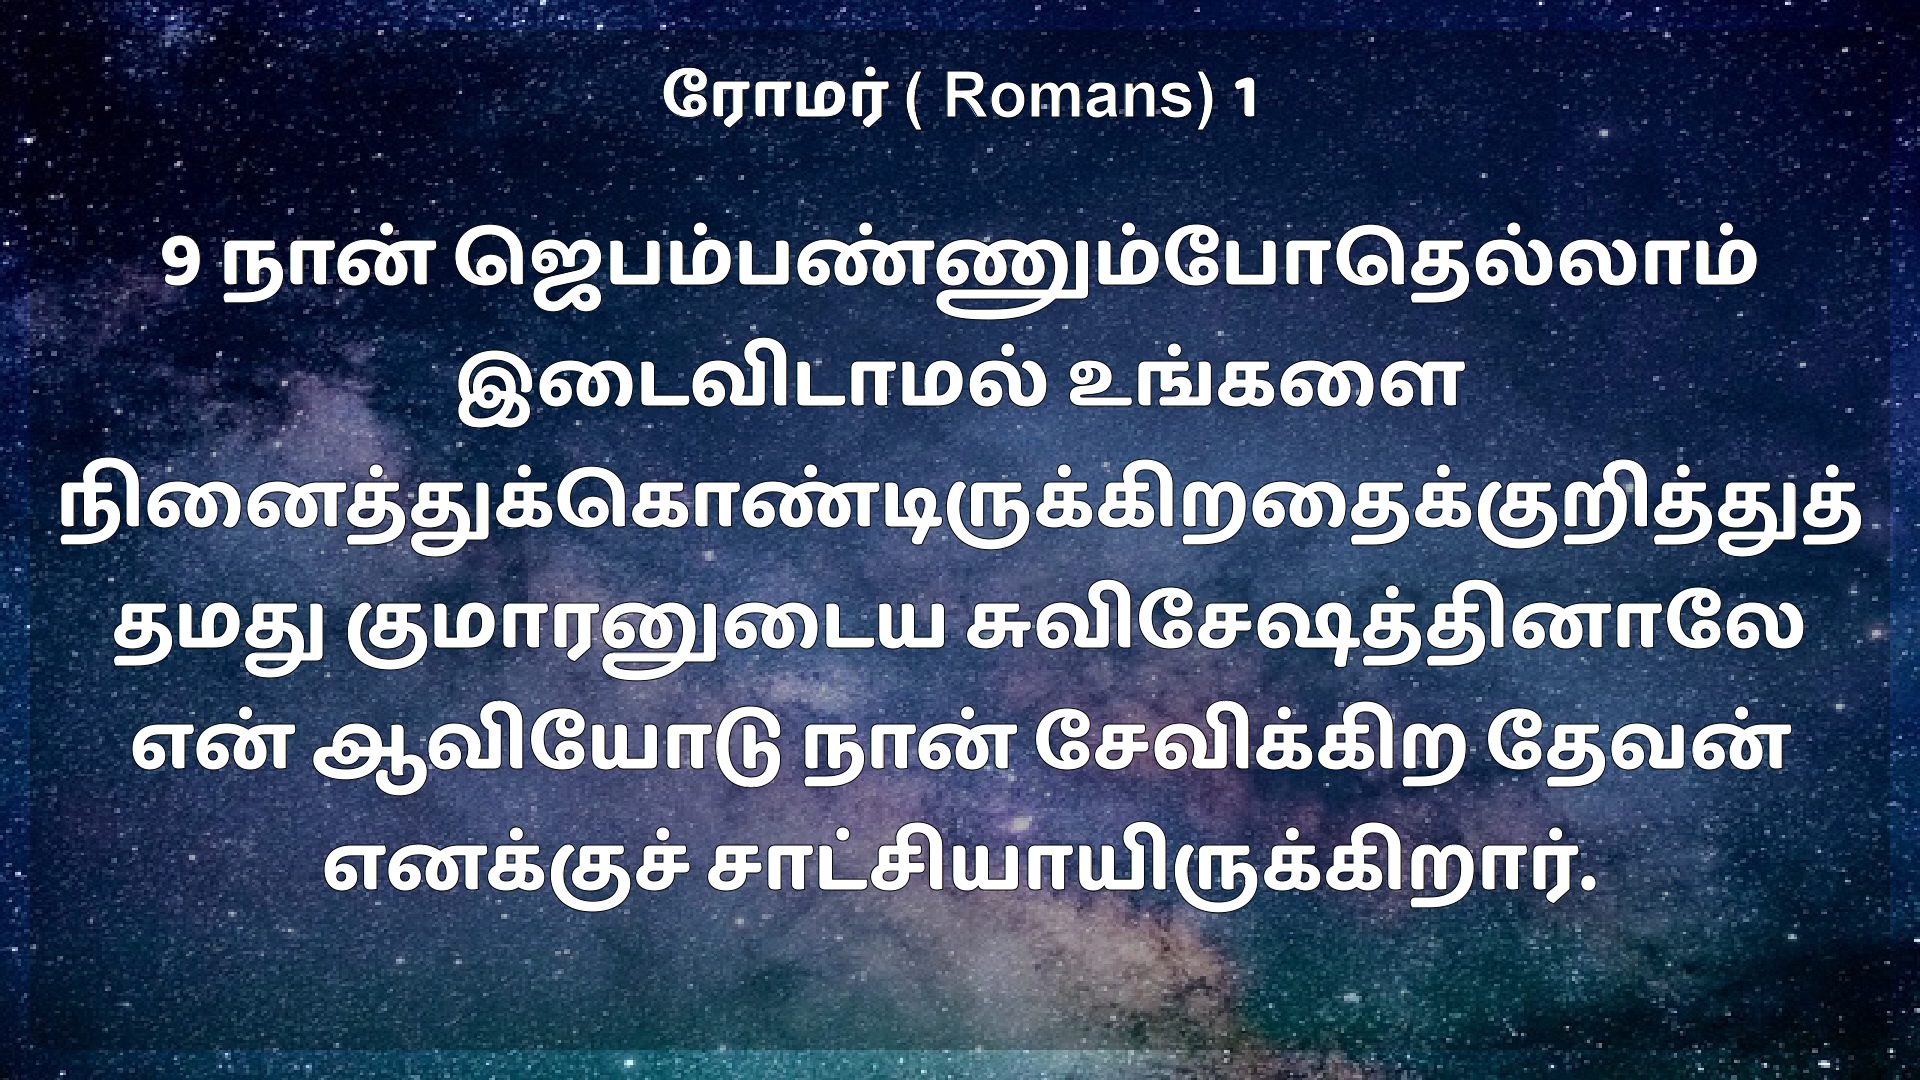 ரோமர் ( Romans) 1
9 நான் ஜெபம்பண்ணும்போதெல்லாம்
இடைவிடாமல் உங்களை
நினைத்துக்கொண்டிருக்கிறதைக்குறித்துத்
தமது குமாரனுடைய சுவிசேஷத்தினாலே
என் ஆவியோடு நான் சேவிக்கிற தேவன்
எனக்குச் சாட்சியாயிருக்கிறார்.